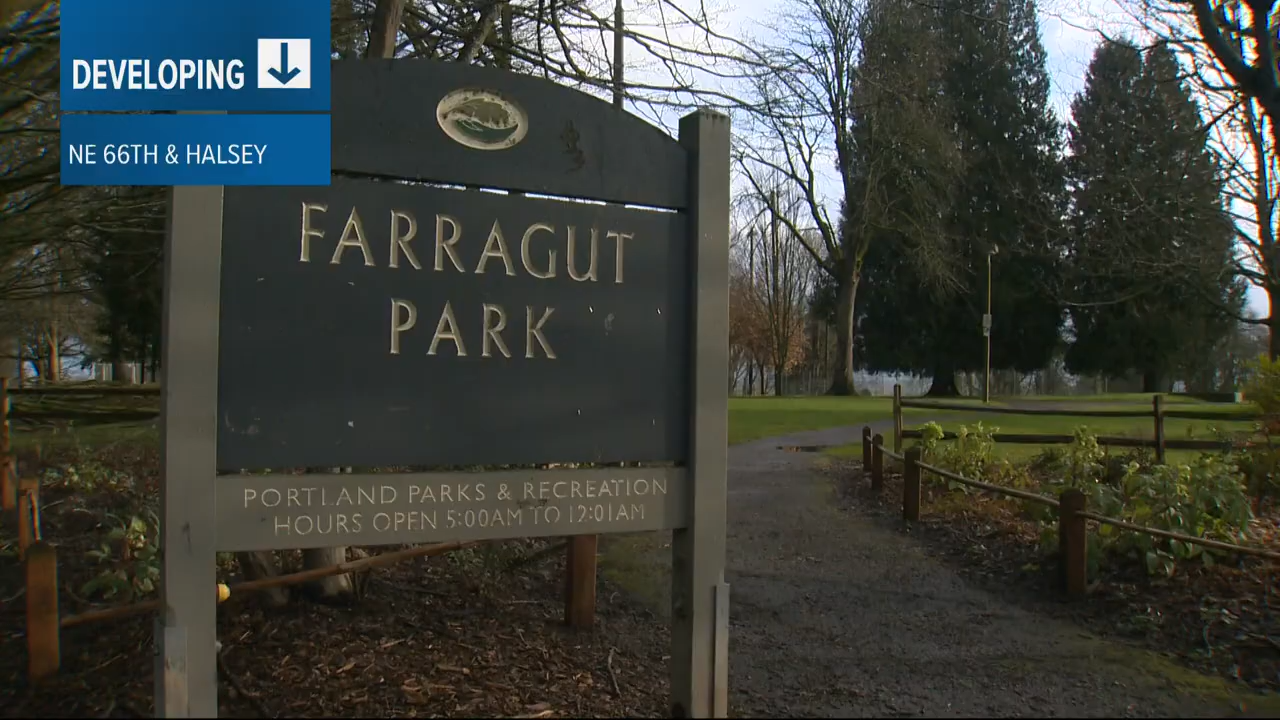 DEVELOPING
NE 66TH & HALSEY
FARRAGUT
PARK
PORTLAND PARKS & RECREATION
HOURS OPEN 5:00AM TO 12:01AM